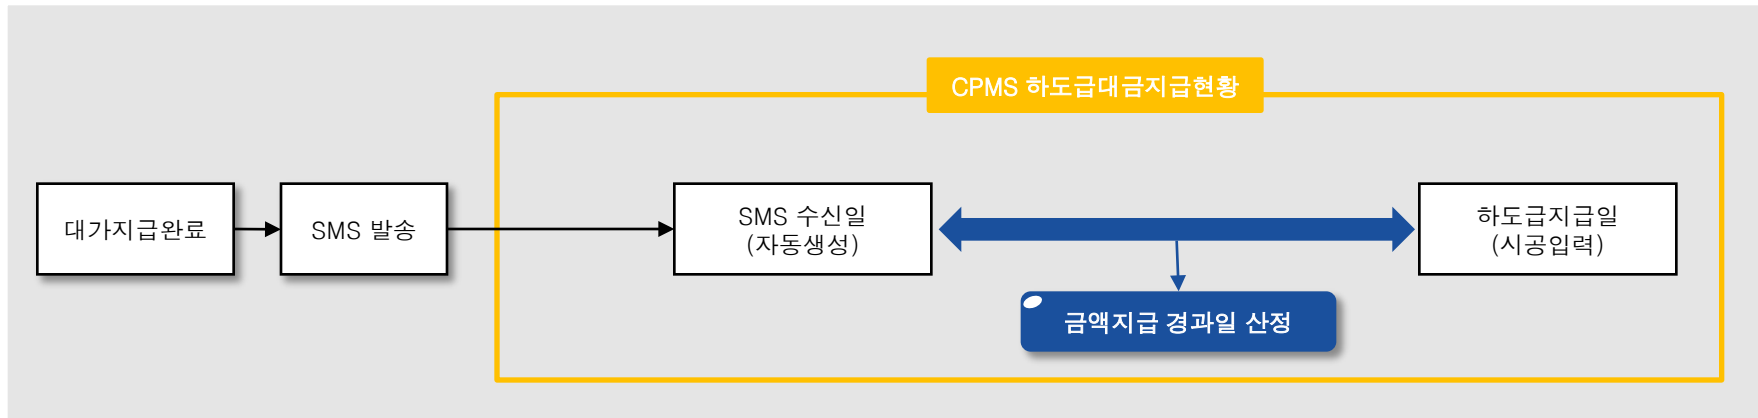 CPMS 하도급대금지급현황
대가지급완료
SMS 발송
SMS 수신일
(자동생성)
하도급지급일
(시공입력)
금액지급 경과일 산정